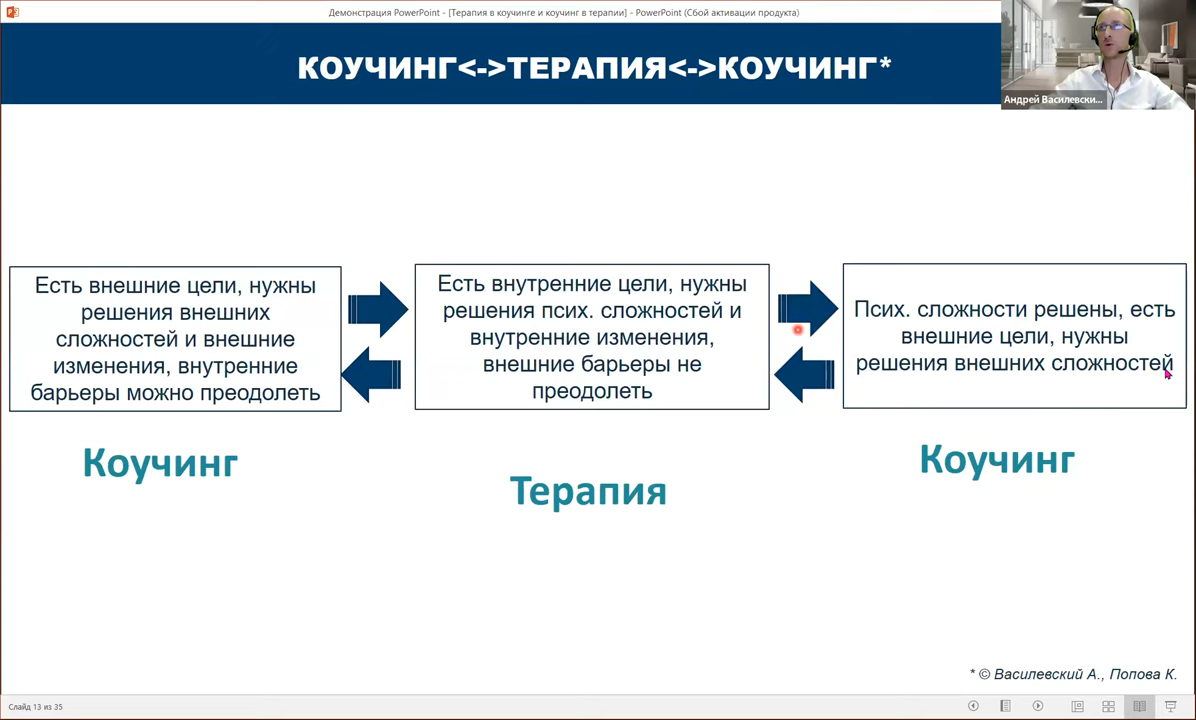 Демонстрация PowerPoint - [Терапия в коучинге и коучинг в терапии] - PowerPoint (Сбой активации продукта)
КОУЧИНГ<->ТЕРАПИЯ<->КОУЧИНГ*
Андрей Василевски...
Есть внешние цели, нужны
решения внешних
сложностей и внешние
изменения, внутренние
барьеры можно преодолеть
Коучинг
Есть внутренние цели, нужны
решения псих. сложностей и
внутренние изменения,
внешние барьеры не
преодолеть
Терапия
Псих. сложности решены, есть
внешние цели, нужны
решения внешних сложностей
Коучинг
* © Василевский А., Попова К.
Слайд 13 из 35